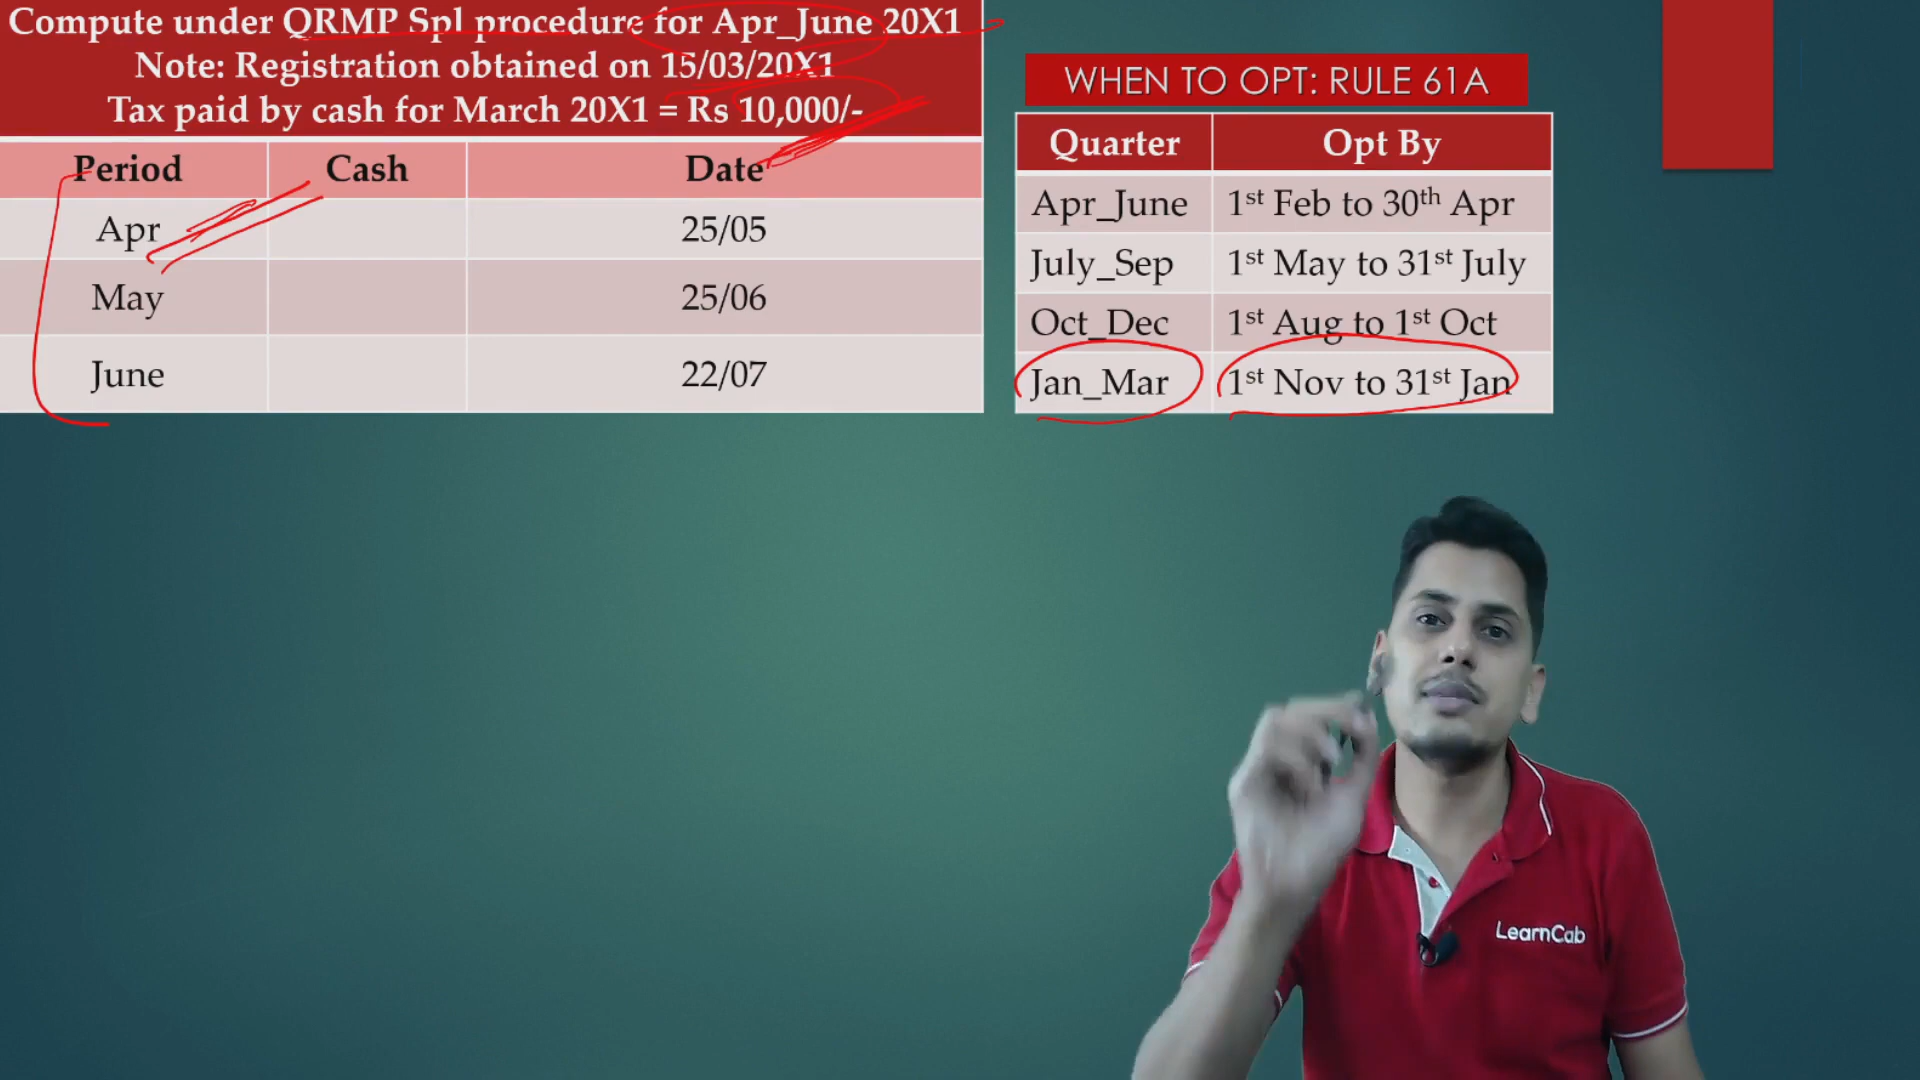 Compute under QRMP Spl procedure for Apr_June 20X1
Note: Registration obtained on 15/03/20X1
Tax paid by cash for March 20X1 = Rs 10,000/-
Period Cash Date
Apr 25/05
May 25/06
June 22/07
WHEN TO OPT: RULE 61A
Quarter Opt By
Apr_June 1st Feb to 30th Apr
July_Sep 1st May to 31st July
Oct_Dec 1st Aug to 1st Oct
Jan_Mar 1st Nov to 31st Jan
LearnCab